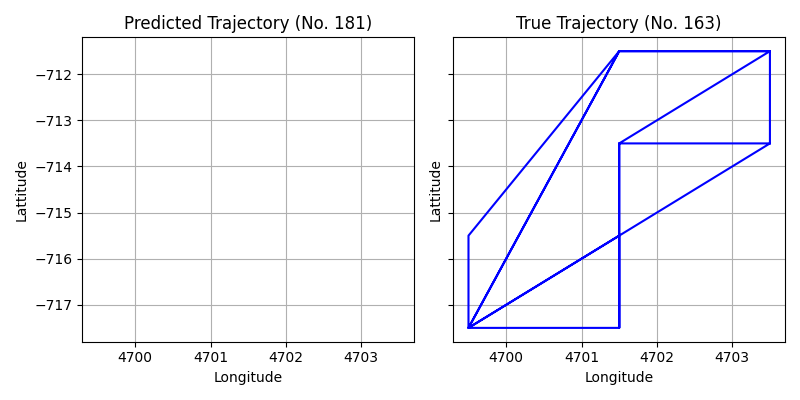 Predicted Trajectory (No. 181)
True Trajectory (No. 163)
−712
−713
−714
−715
−716
−717
Lattitude
Lattitude
4700 4701 4702 4703
4700 4701 4702 4703
Longitude
Longitude